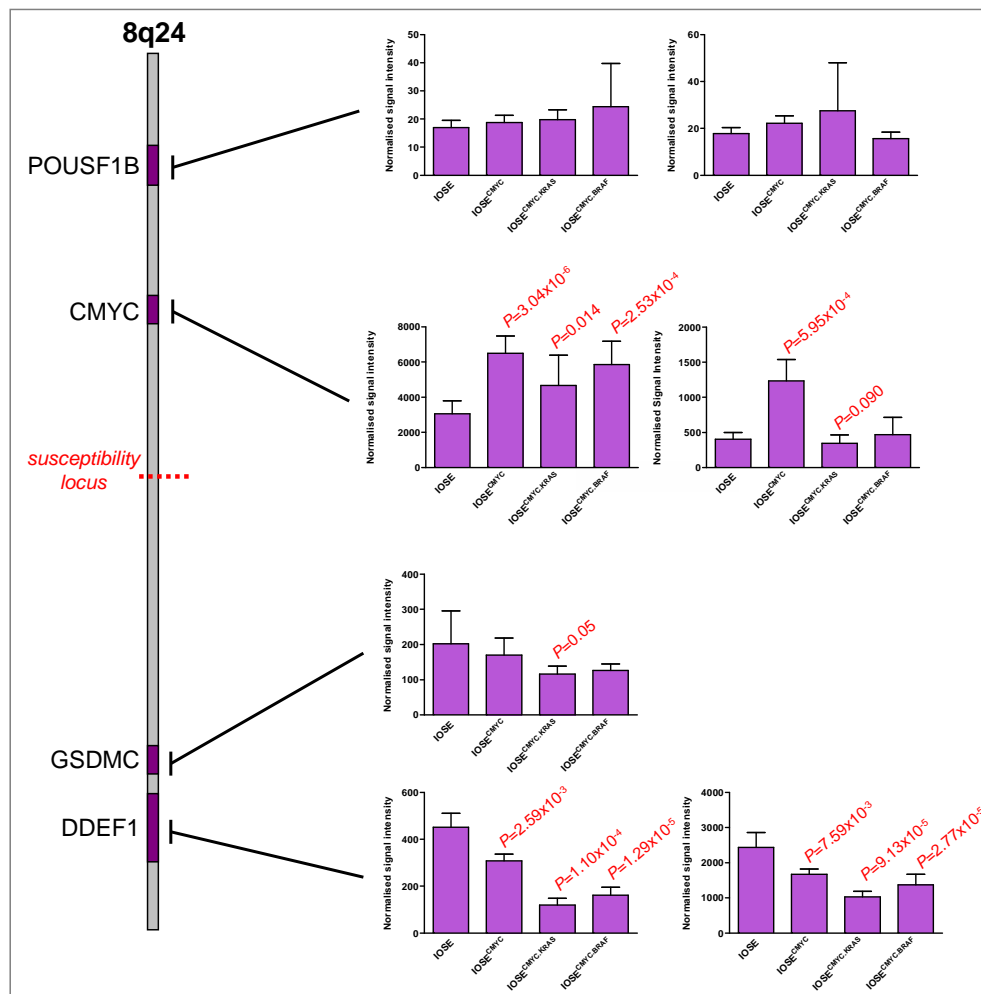 8q24
POUSF1B
CMYC
susceptibility
locus
GSDMC
DDEF1
Normalised signal intensity
50
40
30
20
10
0
IOSE
IOSE^CMYC
IOSE^CMYC.KRAS
IOSE^CMYC.BRAF
Normalised signal intensity
60
40
20
0
IOSE
IOSE^CMYC
IOSE^CMYC.KRAS
IOSE^CMYC.BRAF
Normalised signal intensity
8000
6000
4000
2000
0
P=3.04x10^-6
P=0.014
P=2.53x10^-4
IOSE
IOSE^CMYC
IOSE^CMYC.KRAS
IOSE^CMYC.BRAF
Normalised Signal Intensity
2000
1500
1000
500
0
P=5.95x10^-4
P=0.090
IOSE
IOSE^CMYC
IOSE^CMYC.KRAS
IOSE^CMYC.BRAF
Normalised signal intensity
400
300
200
100
0
P=0.05
IOSE
IOSE^CMYC
IOSE^CMYC.KRAS
IOSE^CMYC.BRAF
Normalised signal intensity
600
400
200
0
P=2.59x10^-3
P=1.10x10^-4
P=1.29x10^-5
IOSE
IOSE^CMYC
IOSE^CMYC.KRAS
IOSE^CMYC.BRAF
Normalised signal intensity
4000
3000
2000
1000
0
P=7.59x10^-3
P=9.13x10^-5
P=2.77x10^-5
IOSE
IOSE^CMYC
IOSE^CMYC.KRAS
IOSE^CMYC.BRAF